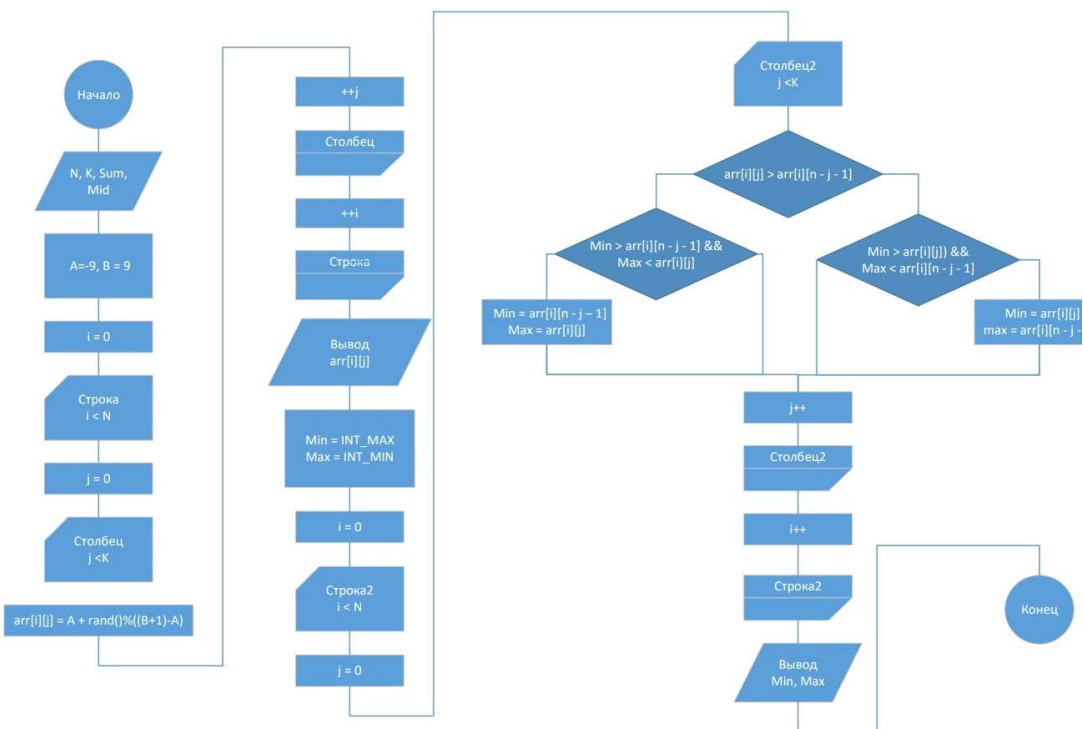 Начало
N, K, Sum,
Mid
A=-9, B = 9
i = 0
Строка
i < N
j = 0
Столбец
j <K
arr[i][j] = A + rand()%((B+1)-A)
++j
Столбец
++i
Строка
Вывод
arr[i][j]
Min = INT_MAX
Max = INT_MIN
i = 0
Строка2
i < N
j = 0
Столбец2
j <K
arr[i][j] > arr[i][n - j - 1]
Min > arr[i][n - j - 1] &&
Max < arr[i][j]
Min > arr[i][j]) &&
Max < arr[i][n - j - 1]
Min = arr[i][n - j – 1]
Max = arr[i][j]
Min = arr[i][j]
max = arr[i][n - j -
j++
Столбец2
i++
Строка2
Вывод
Min, Max
Конец